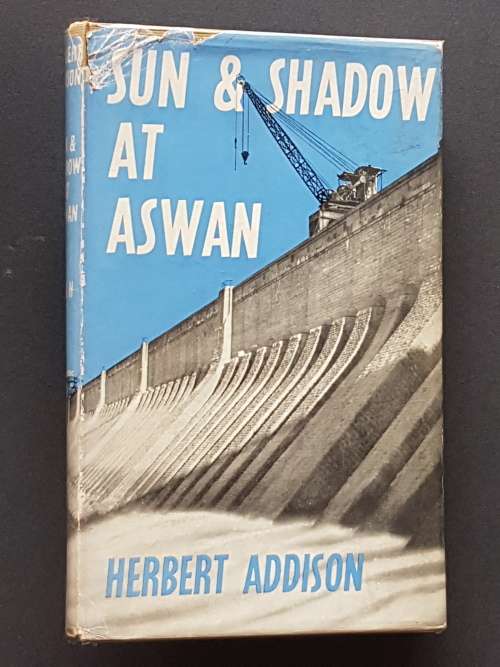 SUN & SHADOW
AT
ASWAN
HERBERT ADDISON